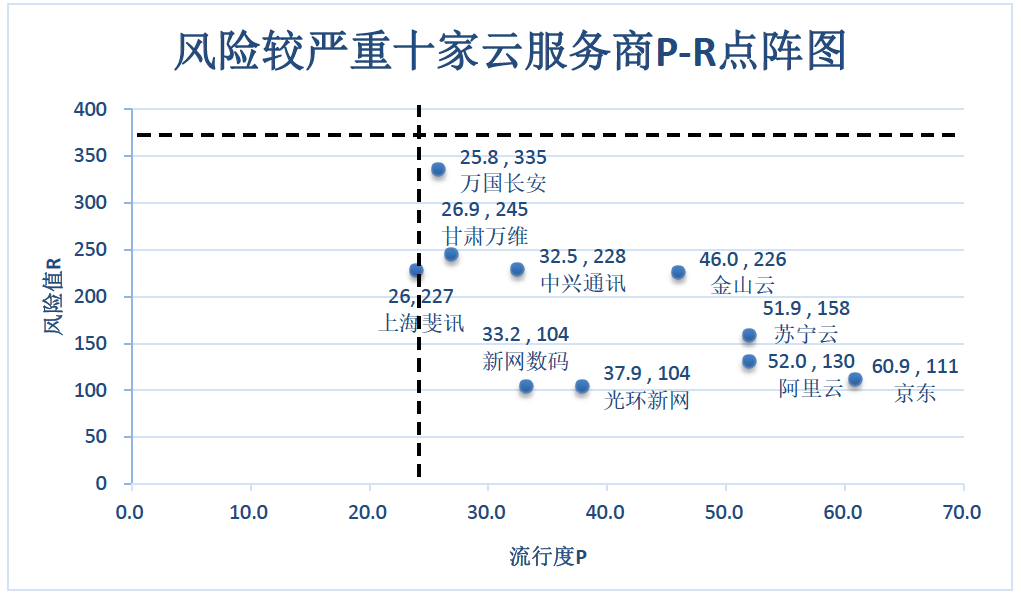 风险较严重十家云服务商P-R点阵图
400
350
300
250
200
150
100
50
0
风险值R
25.8 , 335
万国长安
26.9 , 245
甘肃万维
26, 227
上海斐讯
32.5 , 228
中兴通讯
46.0 , 226
金山云
51.9 , 158
苏宁云
33.2 , 104
新网数码
37.9 , 104
光环新网
52.0 , 130
阿里云
60.9 , 111
京东
0.0
10.0
20.0
30.0
40.0
50.0
60.0
70.0
流行度P